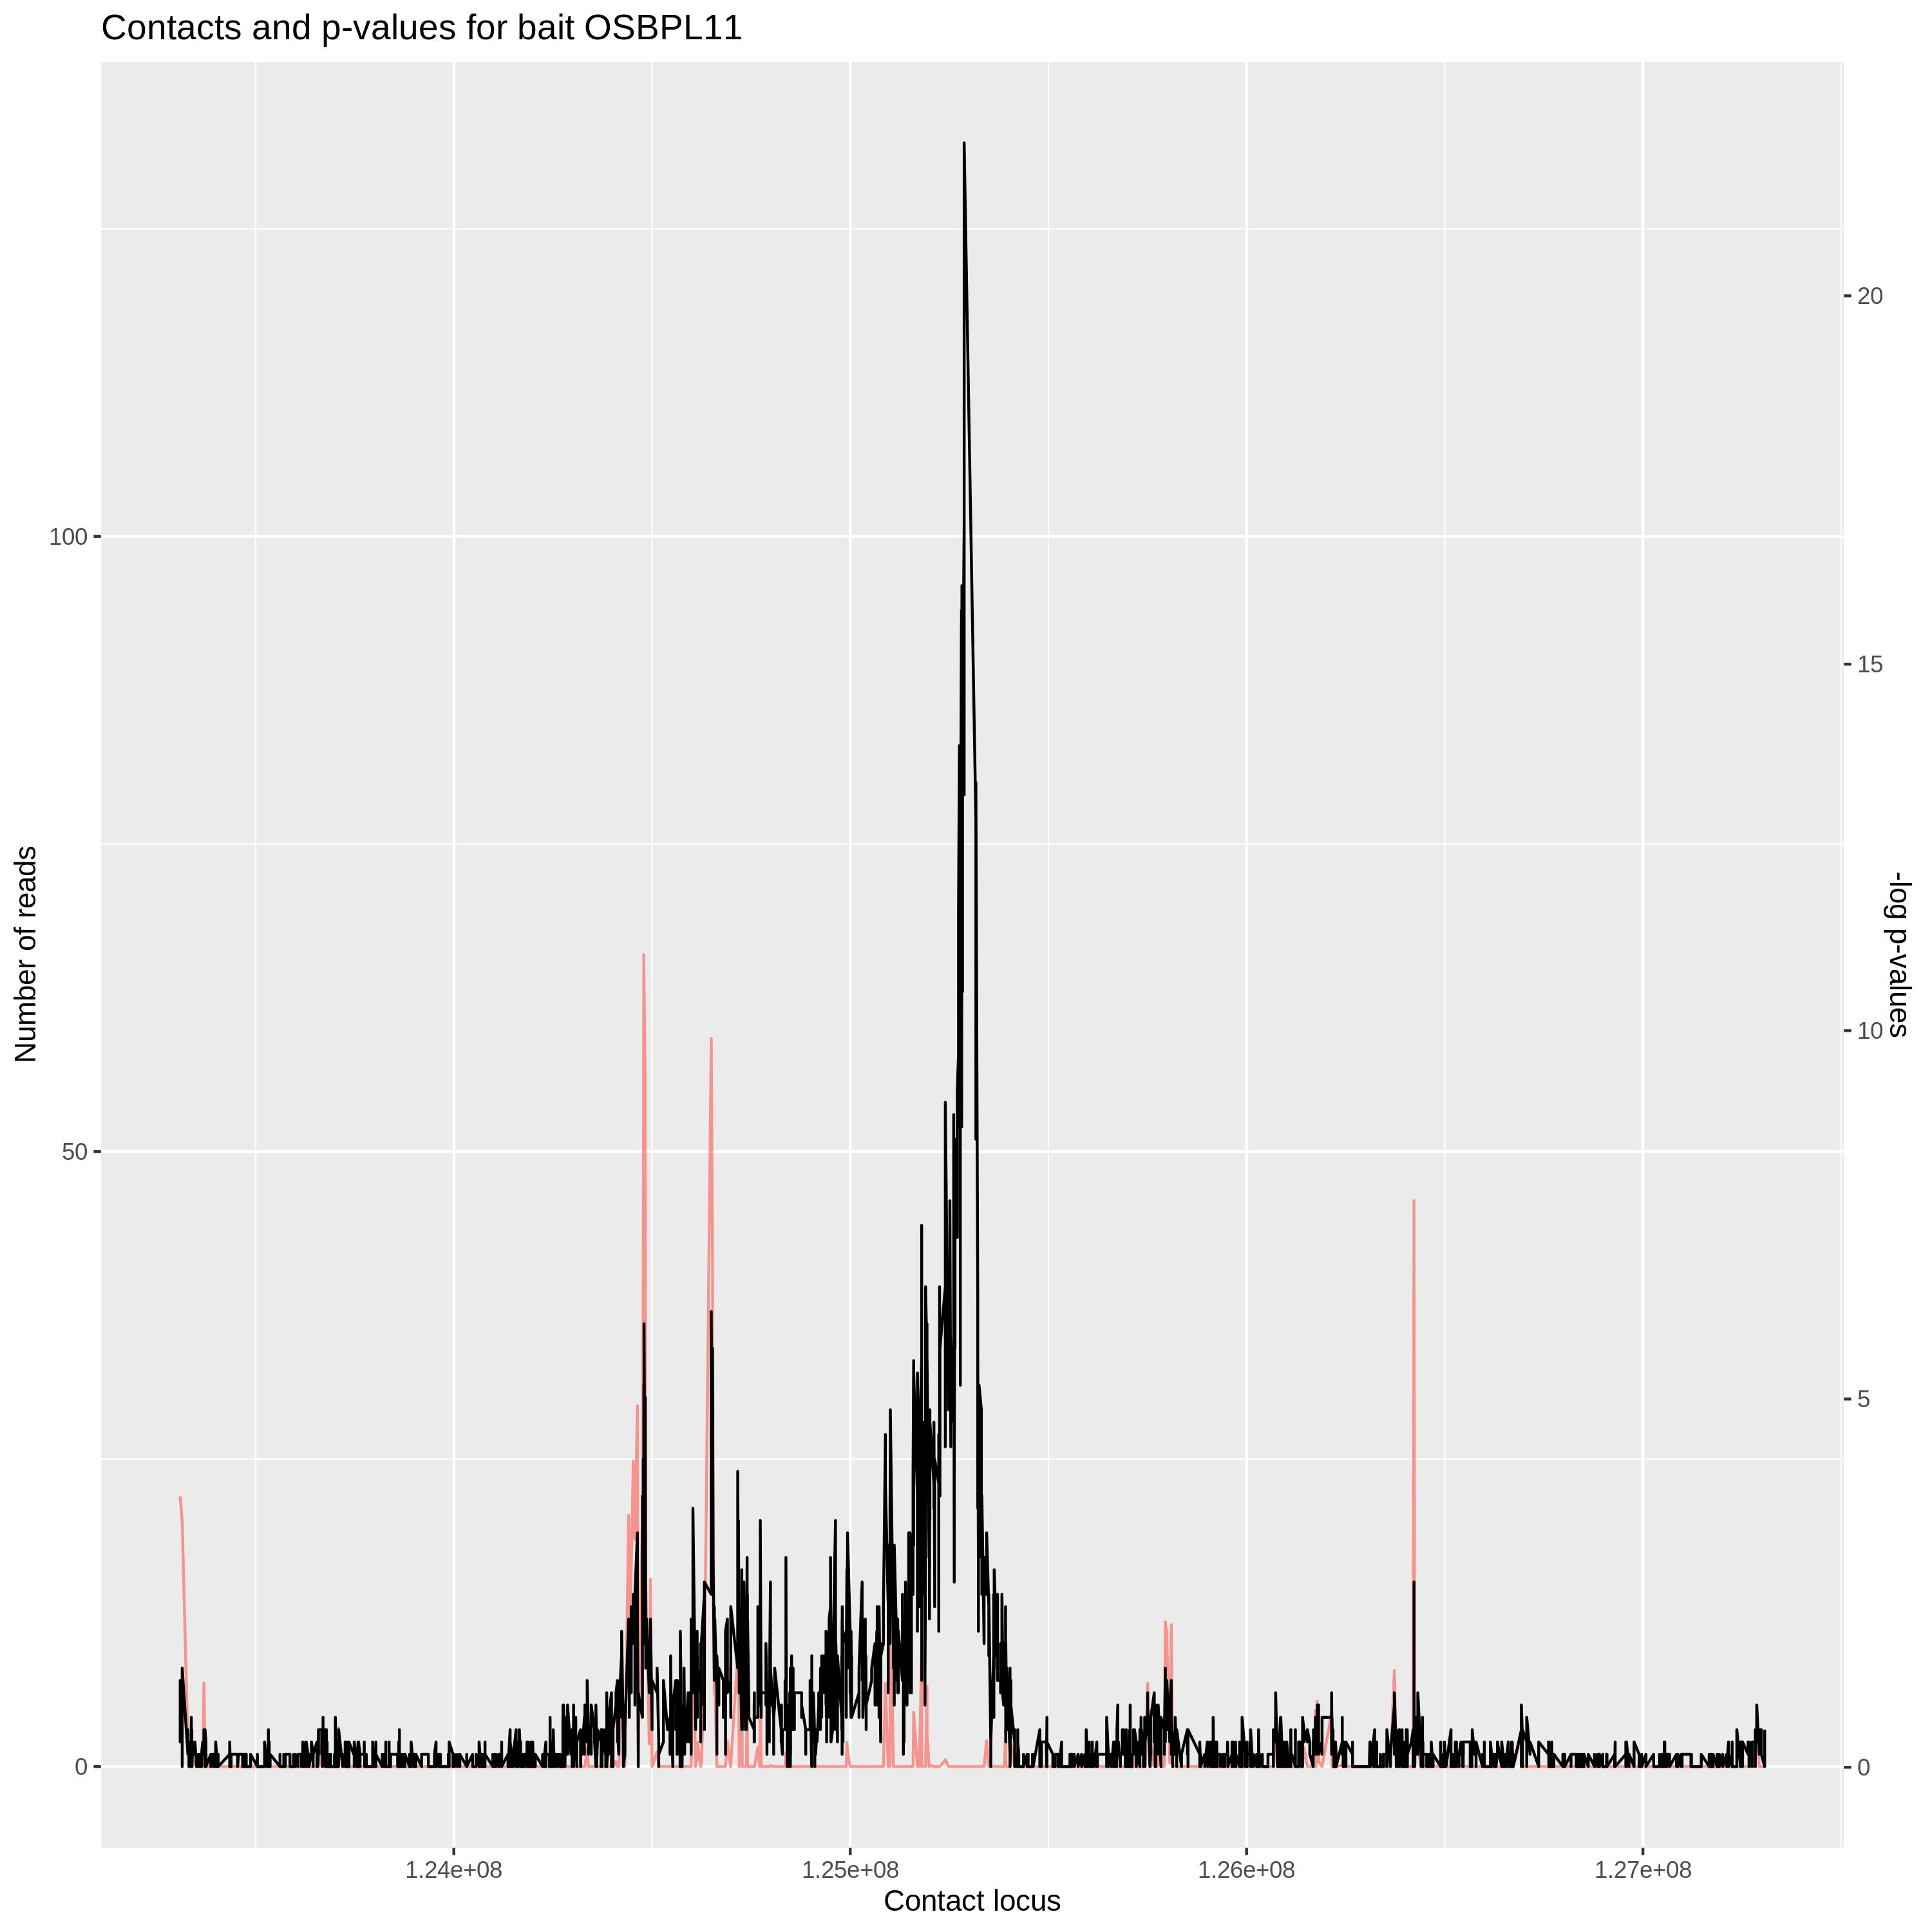 Contacts and p-values for bait OSBPL11
Number of reads
100
50
0
20
15
10
5
0
-log p-values
1.24e+08
1.25e+08
1.26e+08
1.27e+08
Contact locus